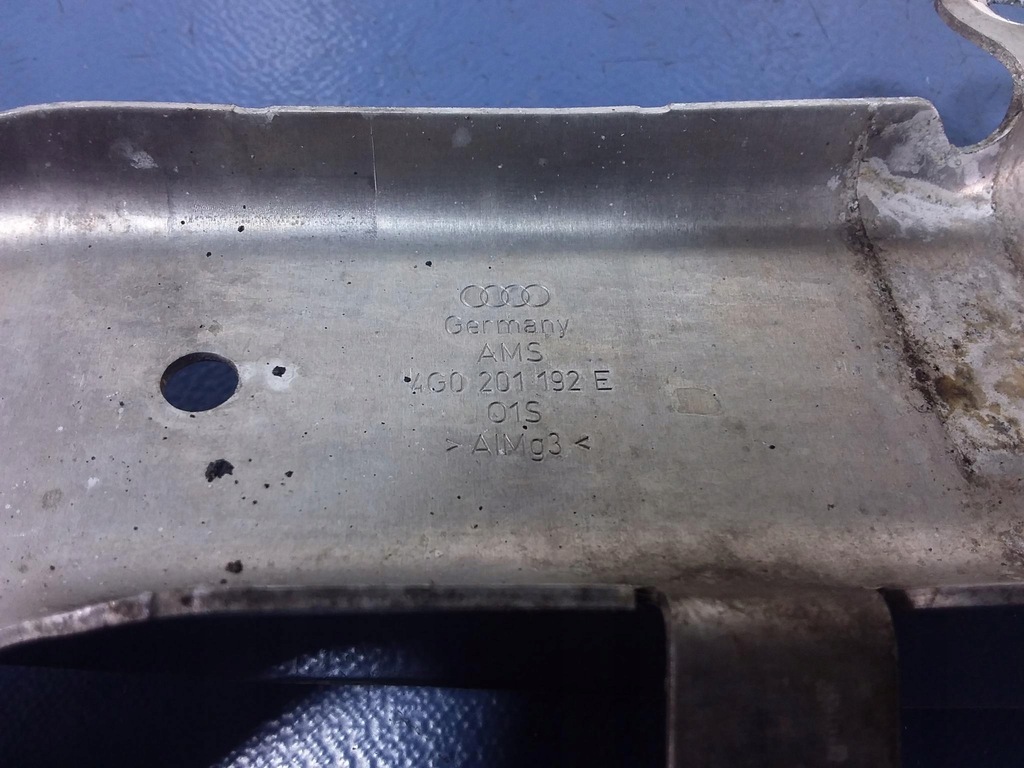 Germany
AMS
4G0 201 192 E
01S
> AlMg3 <